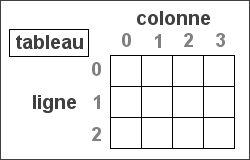 colonne
tableau
0 1 2 3
0
ligne 1
2